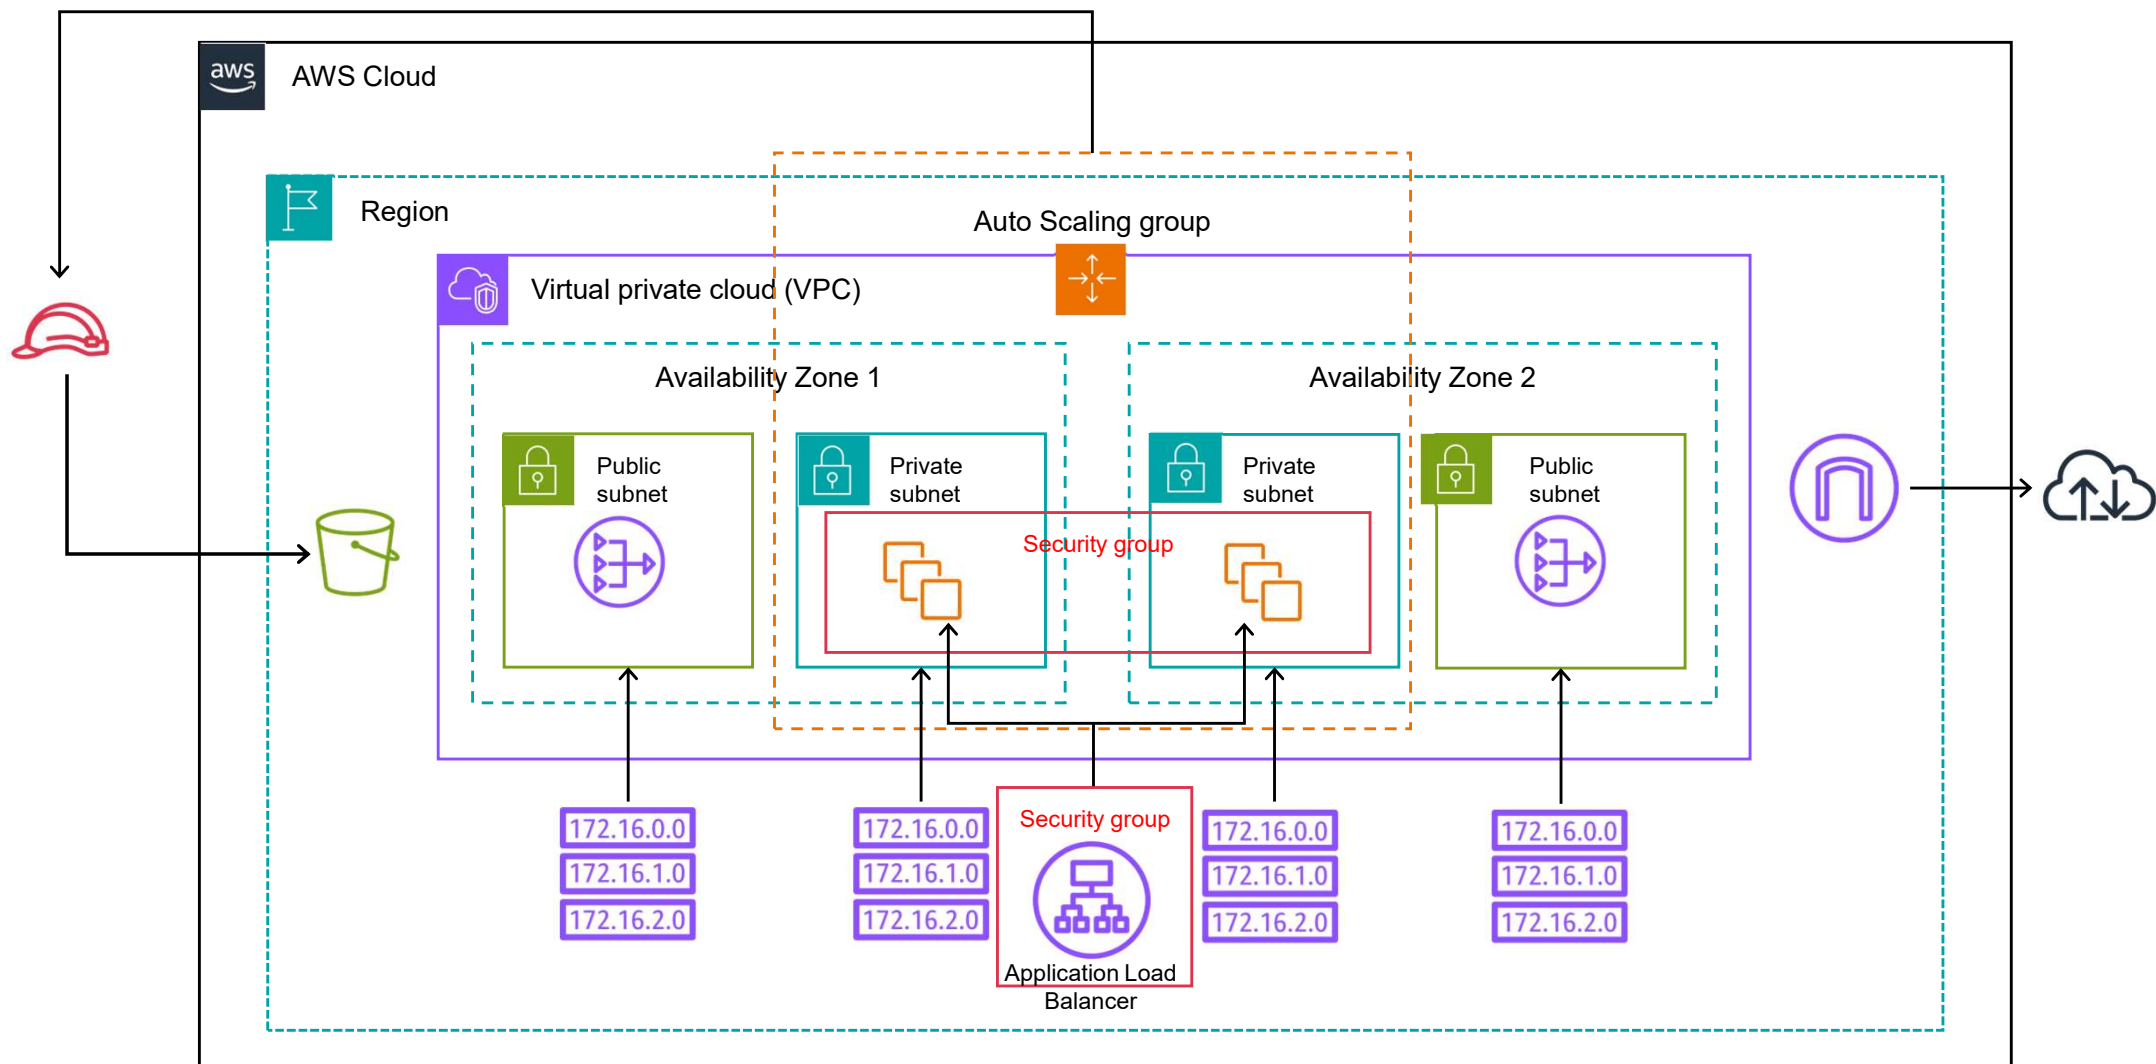 aws
AWS Cloud
Region
Auto Scaling group
Virtual private cloud (VPC)
Availability Zone 1
Availability Zone 2
Public
subnet
Private
subnet
Private
subnet
Public
subnet
Security group
172.16.0.0
172.16.1.0
172.16.2.0
172.16.0.0
172.16.1.0
172.16.2.0
Security group
Application Load
Balancer
172.16.0.0
172.16.1.0
172.16.2.0
172.16.0.0
172.16.1.0
172.16.2.0